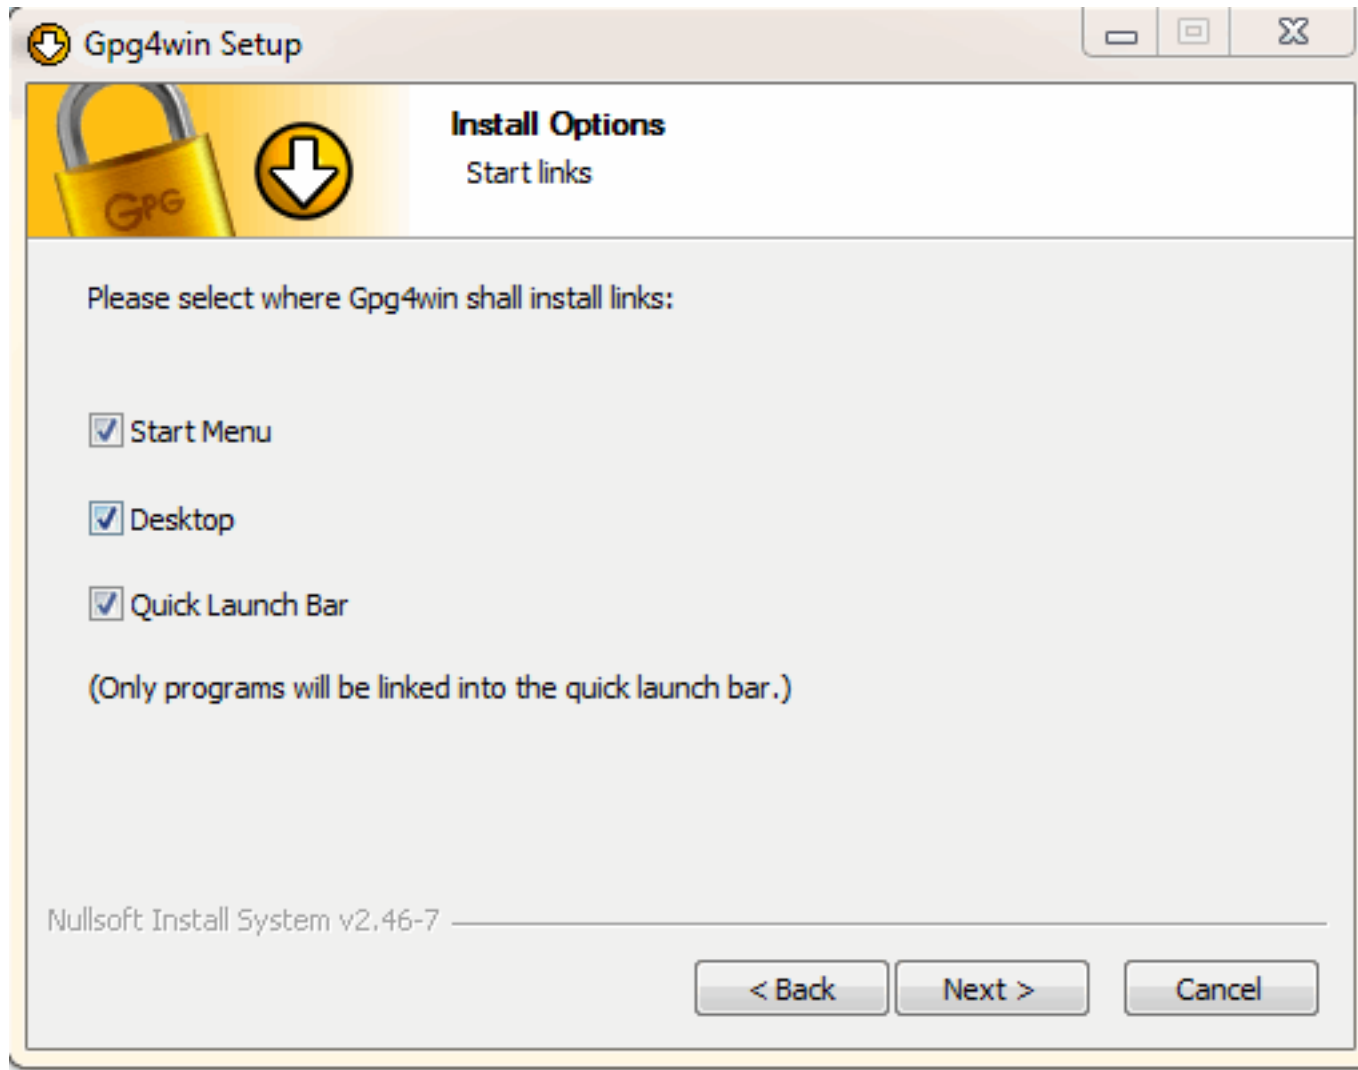 Gpg4win Setup
Install Options
Start links
GPG
Please select where Gpg4win shall install links:
Start Menu
Desktop
Quick Launch Bar
(Only programs will be linked into the quick launch bar.)
Nullsoft Install System v2.46-7
< Back
Next >
Cancel